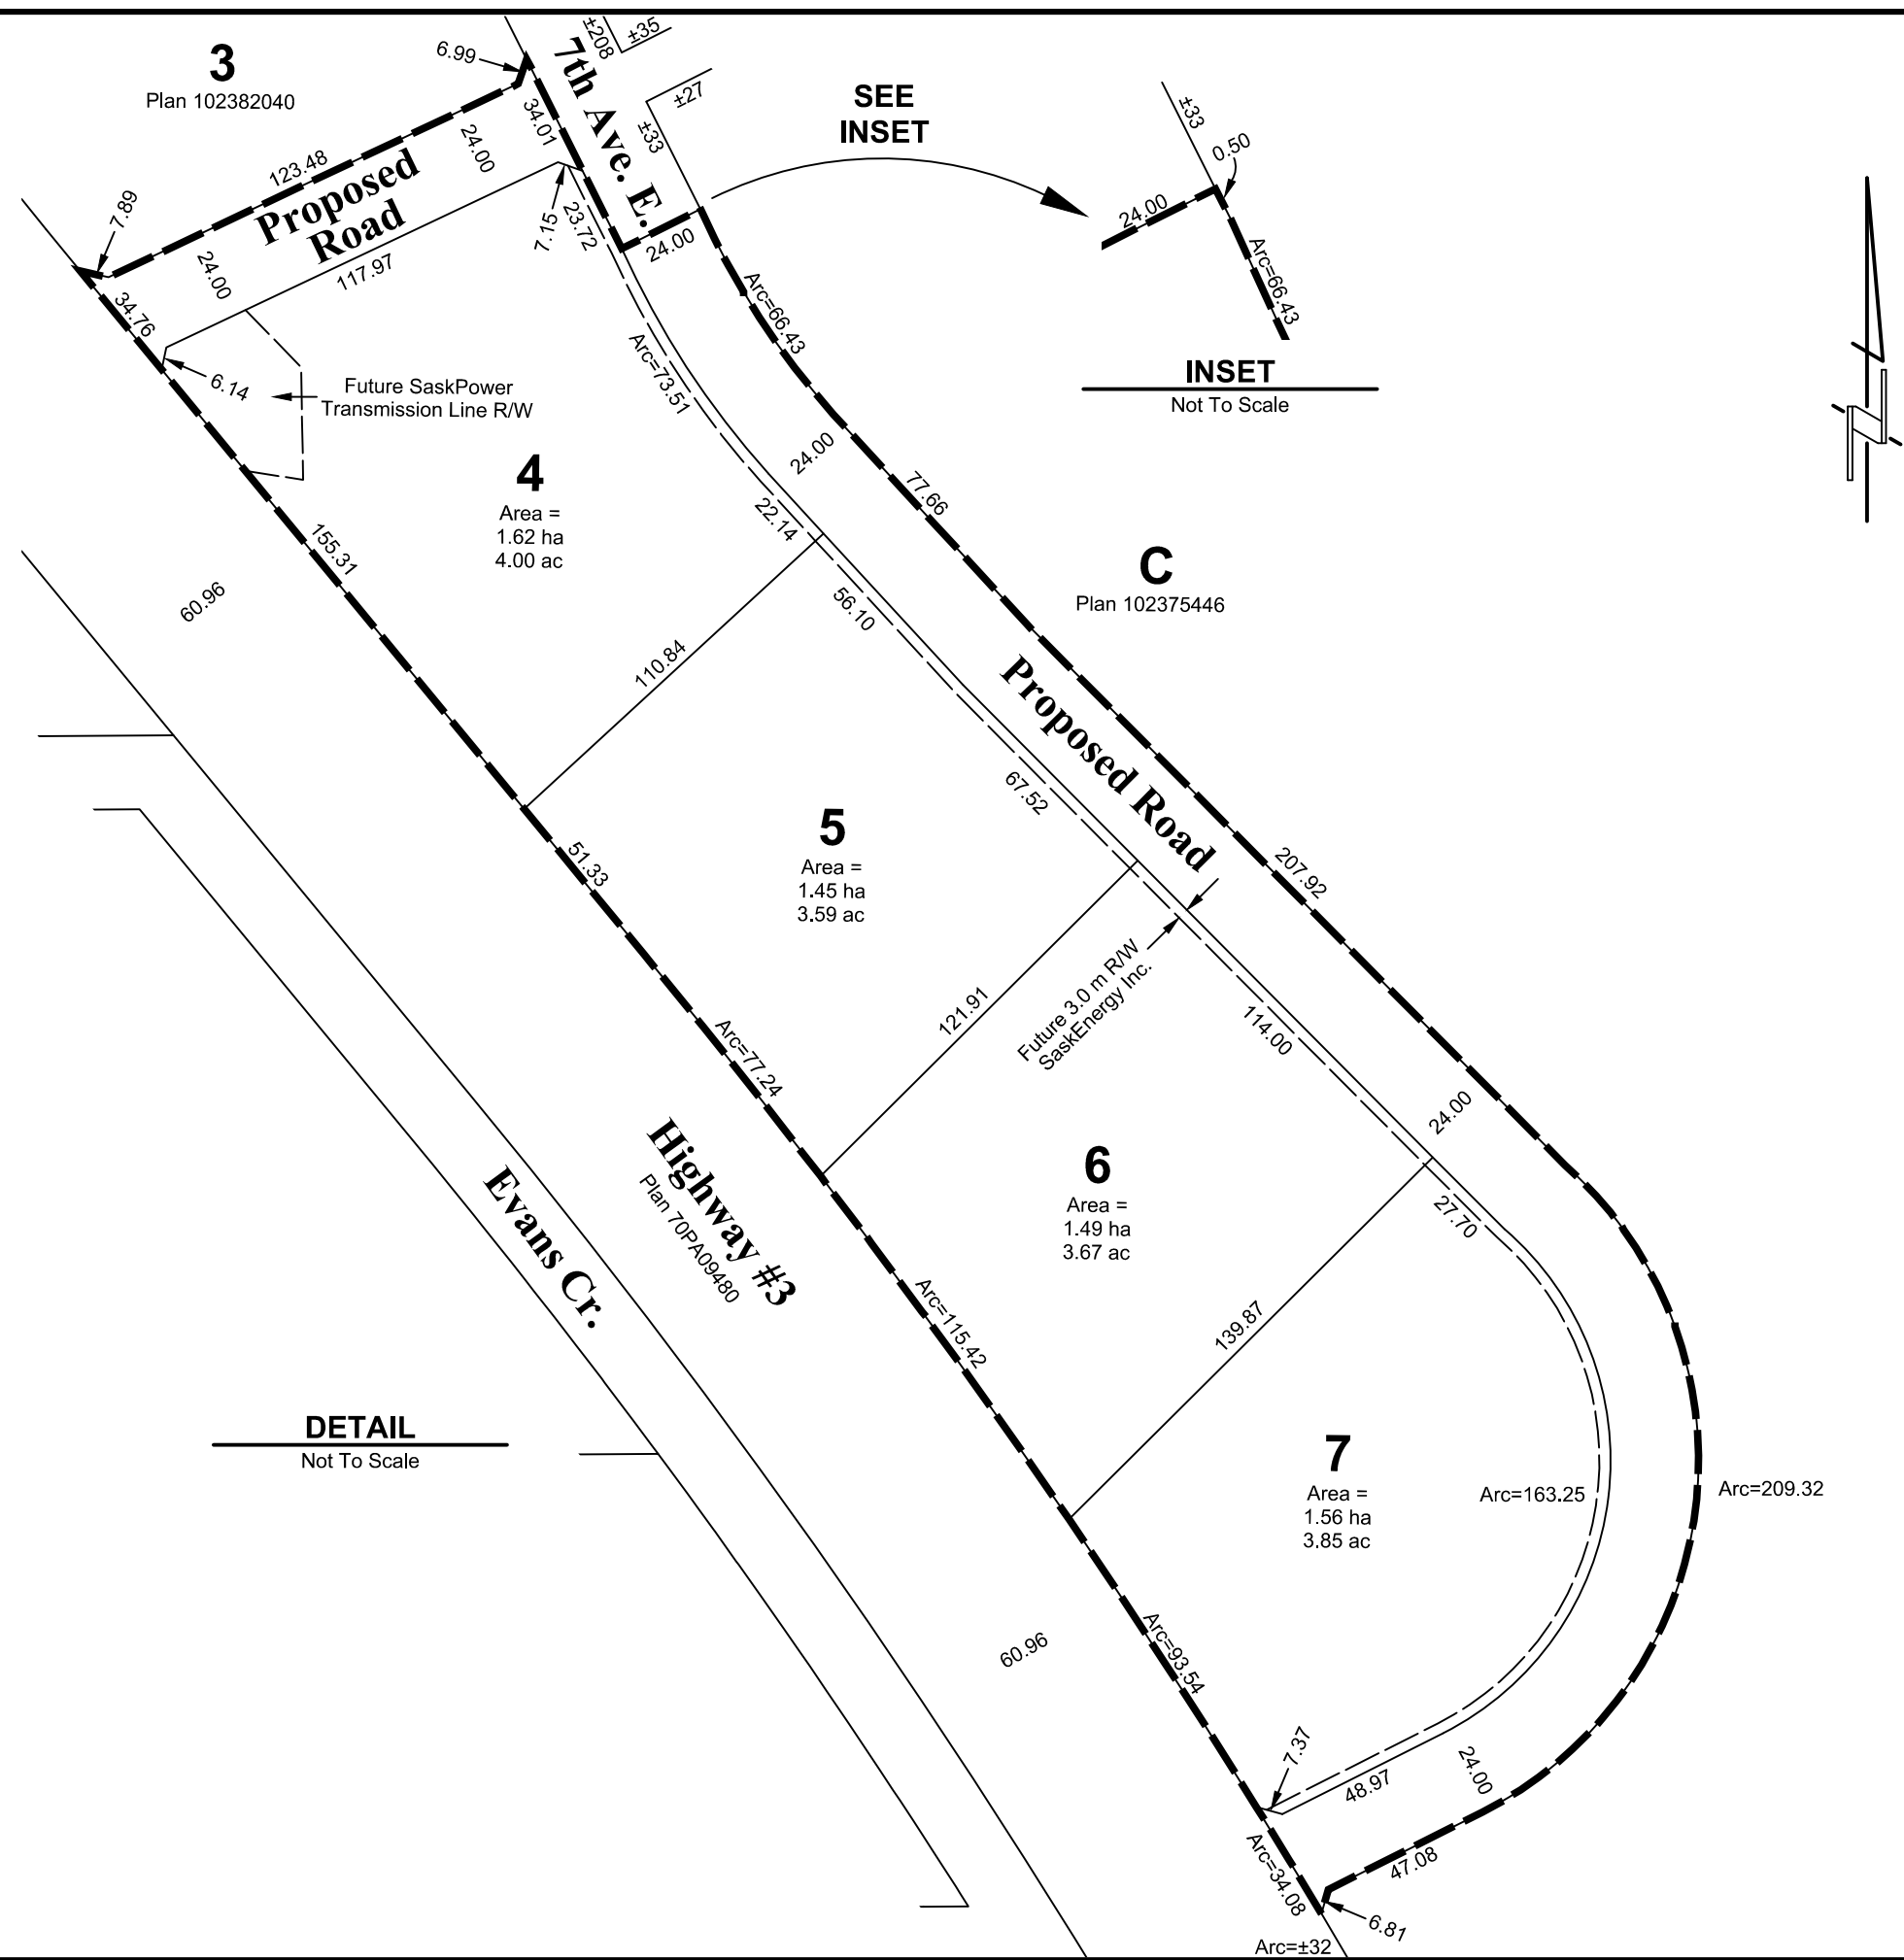 3
Plan 102382040
6.99
±208
±35
7th Ave. E.
±27
±33
SEE
INSET
±33
0.50
24.00
Arc=66.43
INSET
Not To Scale
34.01
24.00
123.48
Proposed
Road
7.89
24.00
117.97
7.15
23.72
24.00
Arc=66.43
34.76
6.14
Future SaskPower
Transmission Line R/W
Arc=73.51
24.00
77.66
4
Area =
1.62 ha
4.00 ac
22.14
155.31
60.96
C
Plan 102375446
56.10
110.84
Proposed Road
67.52
51.33
5
Area =
1.45 ha
3.59 ac
207.92
Future 3.0 m R/W
SaskEnergy Inc.
121.91
114.00
Arc=77.24
24.00
Highway #3
Plan 70PA09480
Evans Cr.
6
Area =
1.49 ha
3.67 ac
27.70
Arc=115.42
139.87
DETAIL
Not To Scale
7
Area =
1.56 ha
3.85 ac
Arc=163.25
Arc=209.32
60.96
Arc=93.54
7.37
48.97
24.00
Arc=34.08
47.08
6.81
Arc=±32